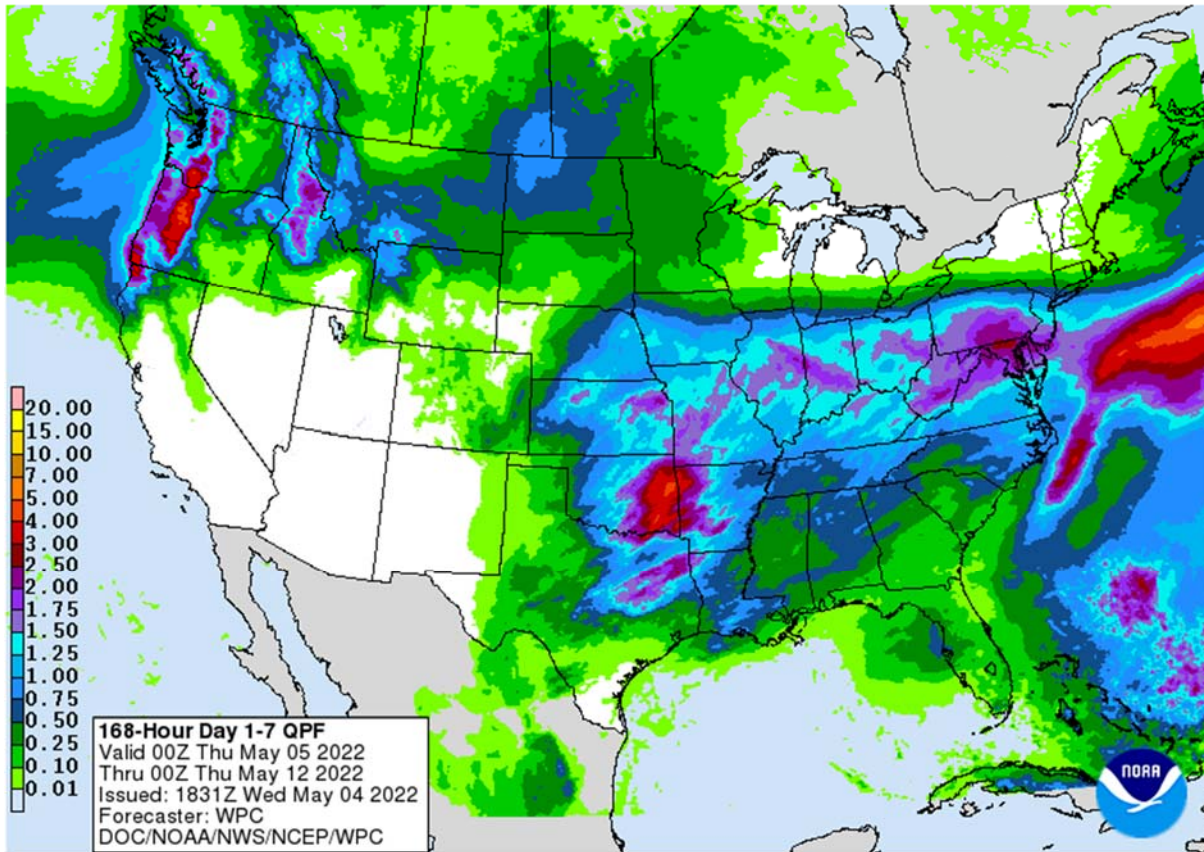 20.00
15.00
10.00
7.00
5.00
4.00
3.00
2.50
2.00
1.75
1.50
1.25
1.00
0.75
0.50
0.25
0.10
0.01
168-Hour Day 1-7 QPF
Valid 00Z Thu May 05 2022
Thru 00Z Thu May 12 2022
Issued: 1831Z Wed May 04 2022
Forecaster: WPC
DOC/NOAA/NWS/NCEP/WPC
NOAA